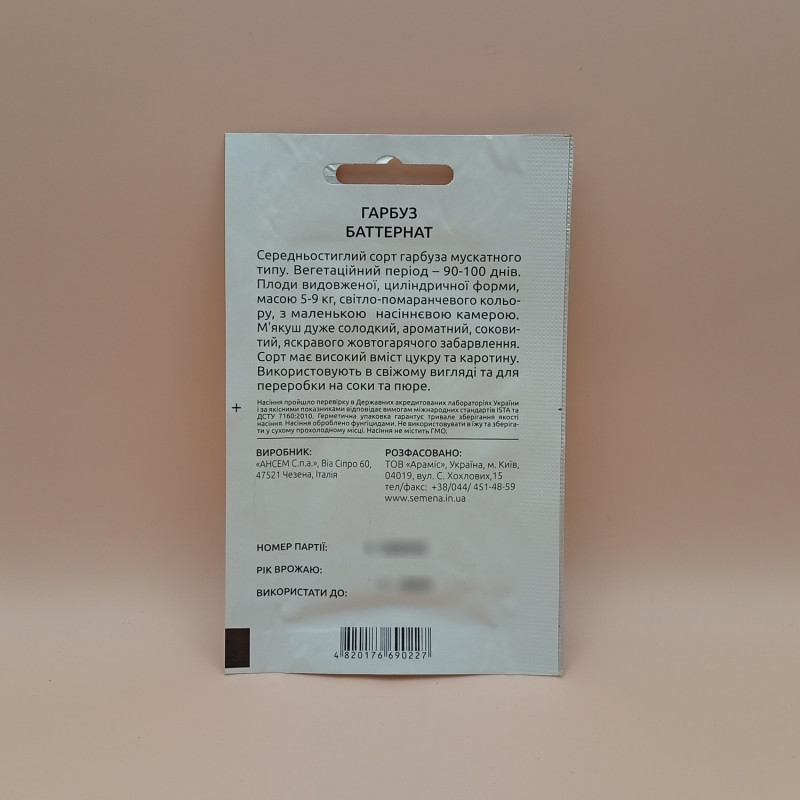 ГАРБУЗ
БАТТЕРНАТ
Середньостиглий сорт гарбуза мускатного
типу. Вегетаційний період – 90-100 днів.
Плоди видовженої, циліндричної форми,
масою 5-9 кг, світло-помаранчевого кольо-
ру, з маленькою насіннєвою камерою.
М'якуш дуже солодкий, ароматний, сокови-
тий, яскравого жовтогарячого забарвлення.
Сорт має високий вміст цукру та каротину.
Використовують в свіжому вигляді та для
переробки на соки та пюре.
Насіння пройшло перевірку в Державних акредитованих лабораторіях України
і за якісними показниками відповідає вимогам міжнародних стандартів ISTA та
ДСТУ 7160:2010. Герметична упаковка гарантує тривале зберігання якості
насіння. Насіння оброблено фунгіцидами. Не використовувати в їжу та зберіга-
ти у сухому прохолодному місці. Насіння не містить ГМО.
ВИРОБНИК:
«АНСЕМ С.п.а.», Віа Сіпро 60,
47521 Чезена, Італія
РОЗФАСОВАНО:
ТОВ «Араміс», Україна, м. Київ,
04019, вул. С. Хохлових,15
тел/факс: +38/044/ 451-48-59
www.semena.in.ua
НОМЕР ПАРТІЇ:
РІК ВРОЖАЮ:
ВИКОРИСТАТИ ДО:
4 820176 690227